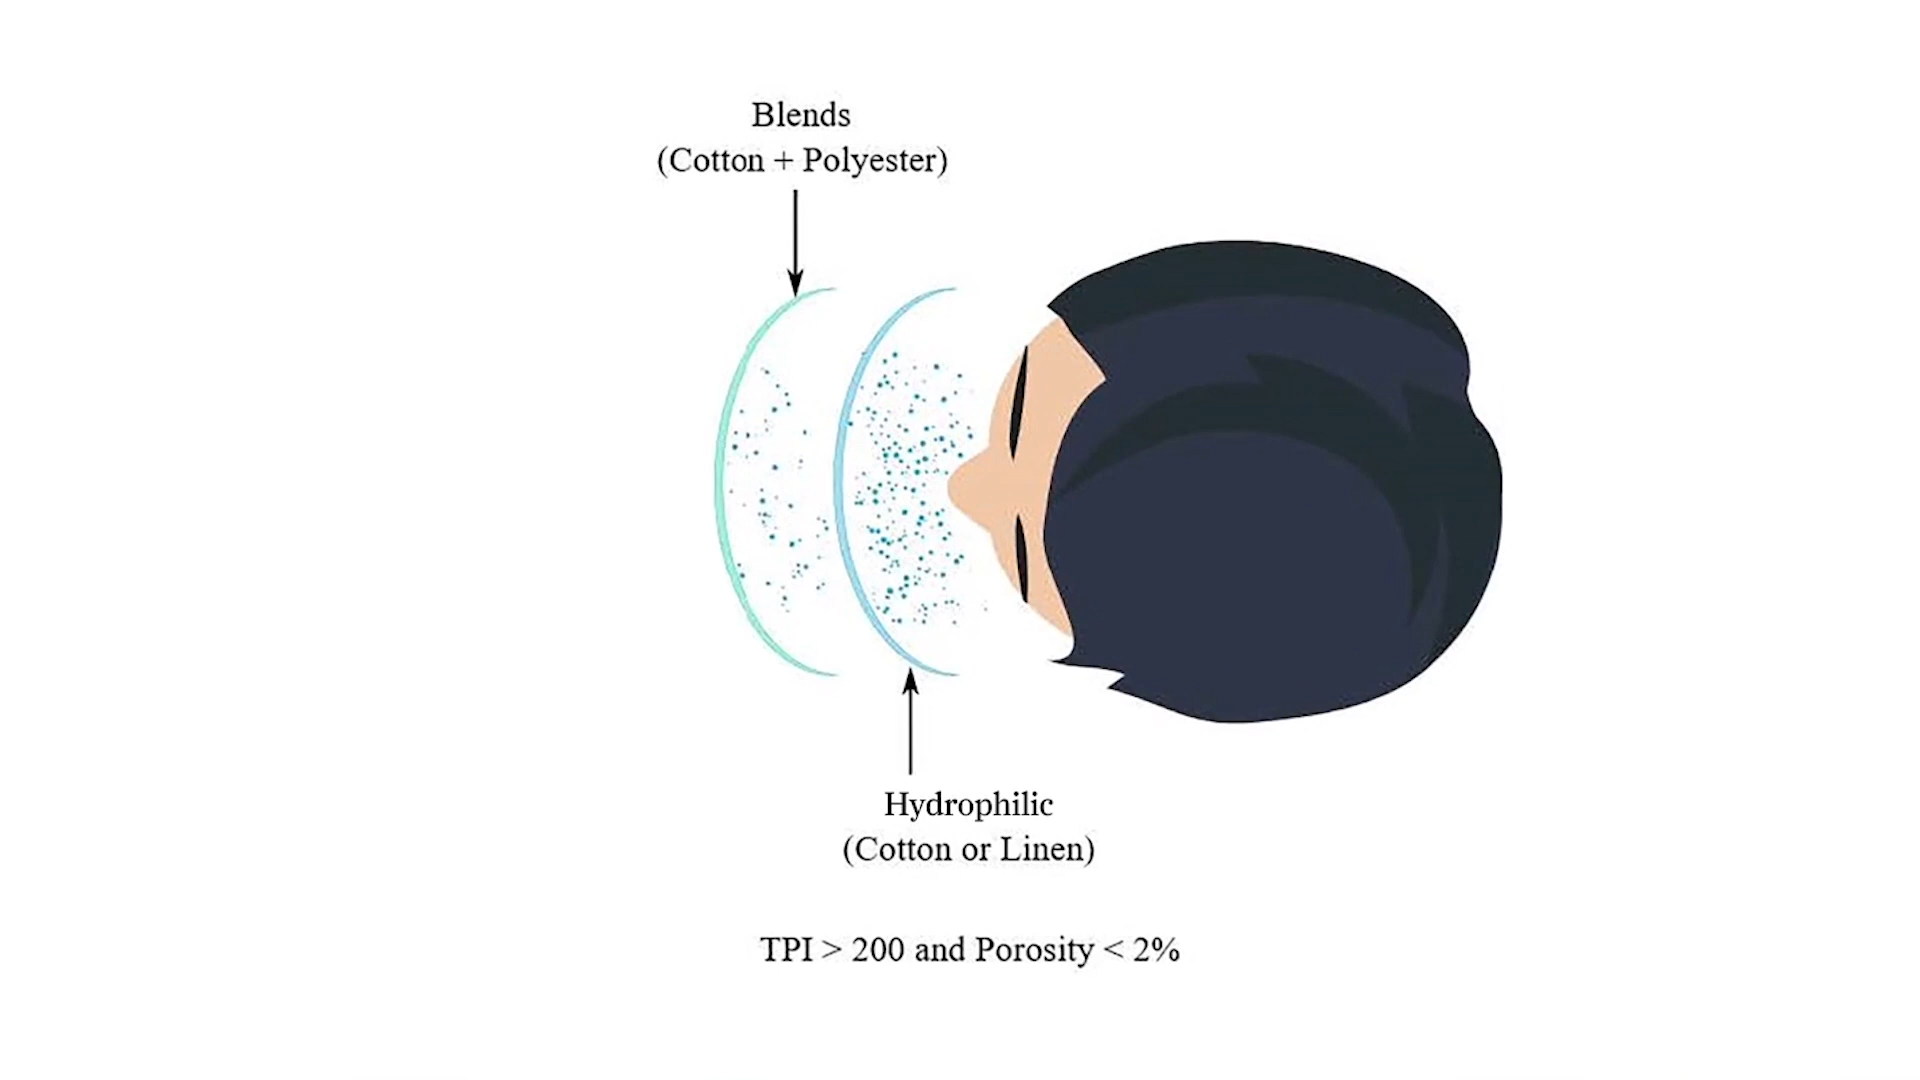 Blends
(Cotton + Polyester)
Hydrophilic
(Cotton or Linen)
TPI > 200 and Porosity < 2%